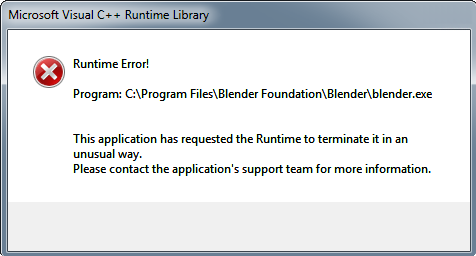 Microsoft Visual C++ Runtime Library
Runtime Error!
Program: C:\Program Files\Blender Foundation\Blender\blender.exe
This application has requested the Runtime to terminate it in an
unusual way.
Please contact the application's support team for more information.